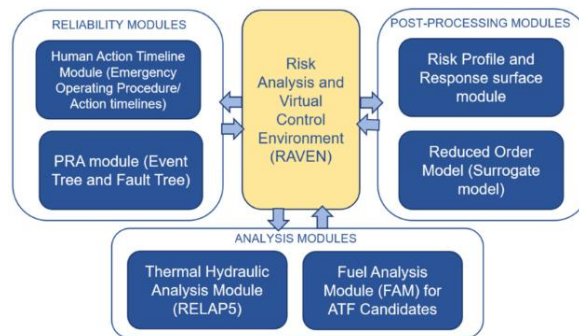 RELIABILITY MODULES
Human Action Timeline
Module (Emergency
Operating Procedure/
Action timelines)
PRA module (Event
Tree and Fault Tree)
Risk
Analysis and
Virtual
Control
Environment
(RAVEN)
POST-PROCESSING MODULES
Risk Profile and
Response surface
module
Reduced Order
Model (Surrogate
model)
ANALYSIS MODULES
Thermal Hydraulic
Analysis Module
(RELAP5)
Fuel Analysis
Module (FAM) for
ATF Candidates